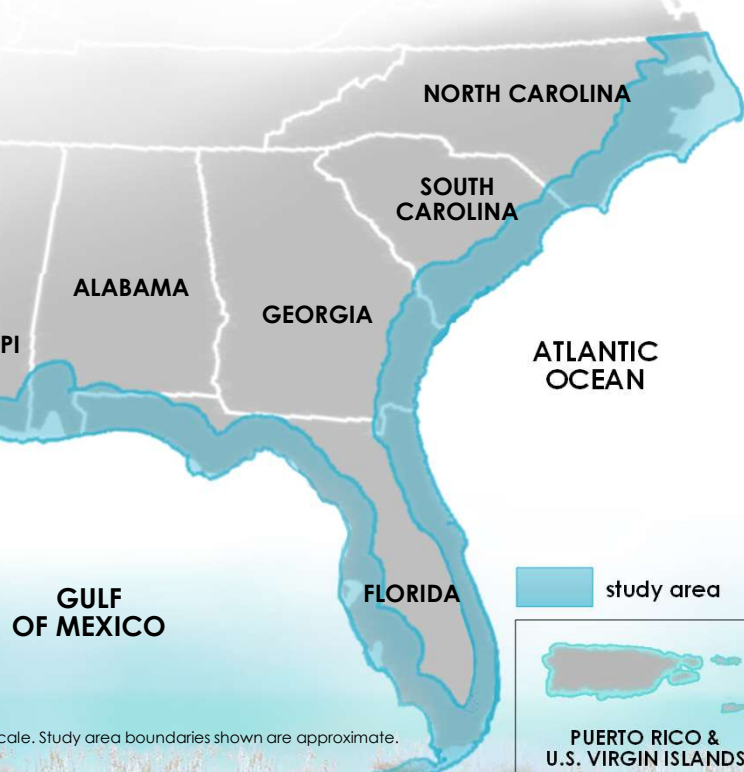 NORTH CAROLINA
SOUTH
CAROLINA
ALABAMA
GEORGIA
PI
ATLANTIC
OCEAN
GULF
OF MEXICO
FLORIDA
study area
cale. Study area boundaries shown are approximate.
PUERTO RICO &
U.S. VIRGIN ISLANDS